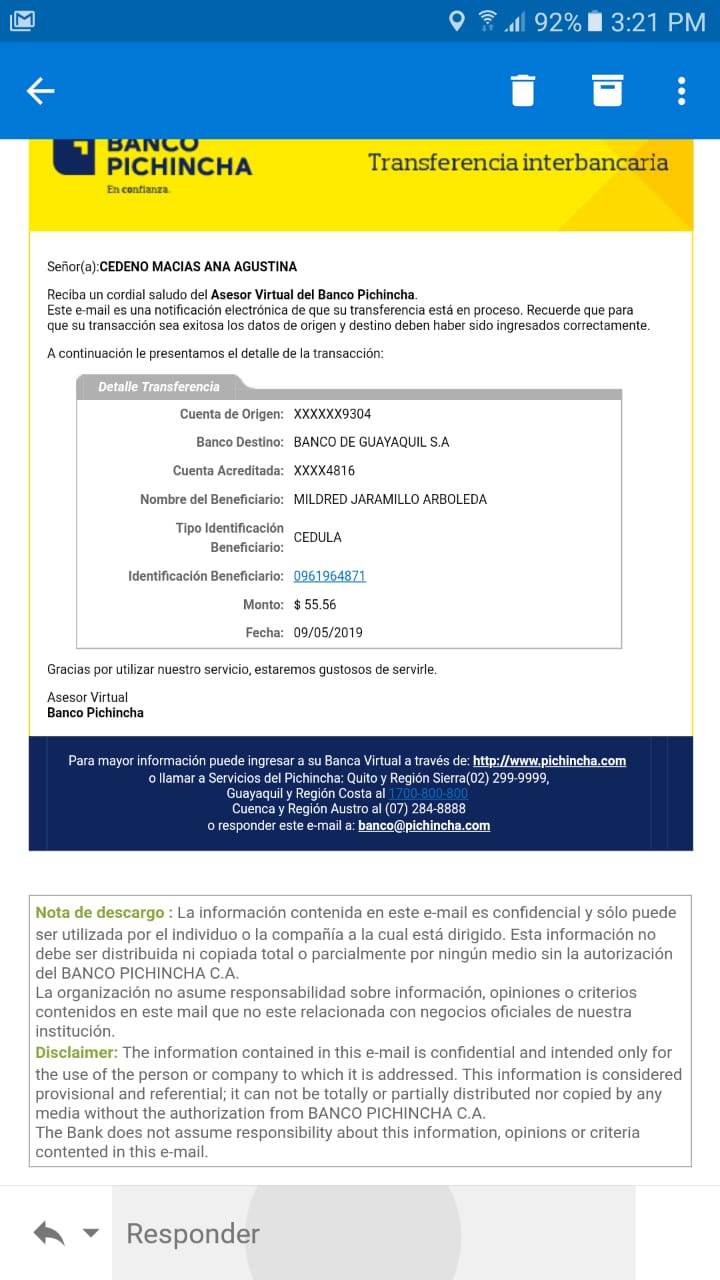 92% 3:21 PM
BANCO
PICHINCHA
En confianza.
Transferencia interbancaria
Señor(a):CEDENO MACIAS ANA AGUSTINA
Reciba un cordial saludo del Asesor Virtual del Banco Pichincha.
Este e-mail es una notificación electrónica de que su transferencia está en proceso. Recuerde que para
que su transacción sea exitosa los datos de origen y destino deben haber sido ingresados correctamente.
A continuación le presentamos el detalle de la transacción:
Detalle Transferencia
Cuenta de Origen: XXXXXX9304
Banco Destino: BANCO DE GUAYAQUIL S.A
Cuenta Acreditada: XXXX4816
Nombre del Beneficiario: MILDRED JARAMILLO ARBOLEDA
Tipo Identificación
Beneficiario: CEDULA
Identificación Beneficiario: 0961964871
Monto: $ 55.56
Fecha: 09/05/2019
Gracias por utilizar nuestro servicio, estaremos gustosos de servirle.
Asesor Virtual
Banco Pichincha
Para mayor información puede ingresar a su Banca Virtual a través de: http://www.pichincha.com
o llamar a Servicios del Pichincha: Quito y Región Sierra(02) 299-9999,
Guayaquil y Región Costa al 1700-800-800
Cuenca y Región Austro al (07) 284-8888
o responder este e-mail a: banco@pichincha.com
Nota de descargo : La información contenida en este e-mail es confidencial y sólo puede
ser utilizada por el individuo o la compañía a la cual está dirigido. Esta información no
debe ser distribuida ni copiada total o parcialmente por ningún medio sin la autorización
del BANCO PICHINCHA C.A.
La organización no asume responsabilidad sobre información, opiniones o criterios
contenidos en este mail que no este relacionada con negocios oficiales de nuestra
institución.
Disclaimer: The information contained in this e-mail is confidential and intended only for
the use of the person or company to which it is addressed. This information is considered
provisional and referential; it can not be totally or partially distributed nor copied by any
media without the authorization from BANCO PICHINCHA C.A.
The Bank does not assume responsibility about this information, opinions or criteria
contented in this e-mail.
Responder